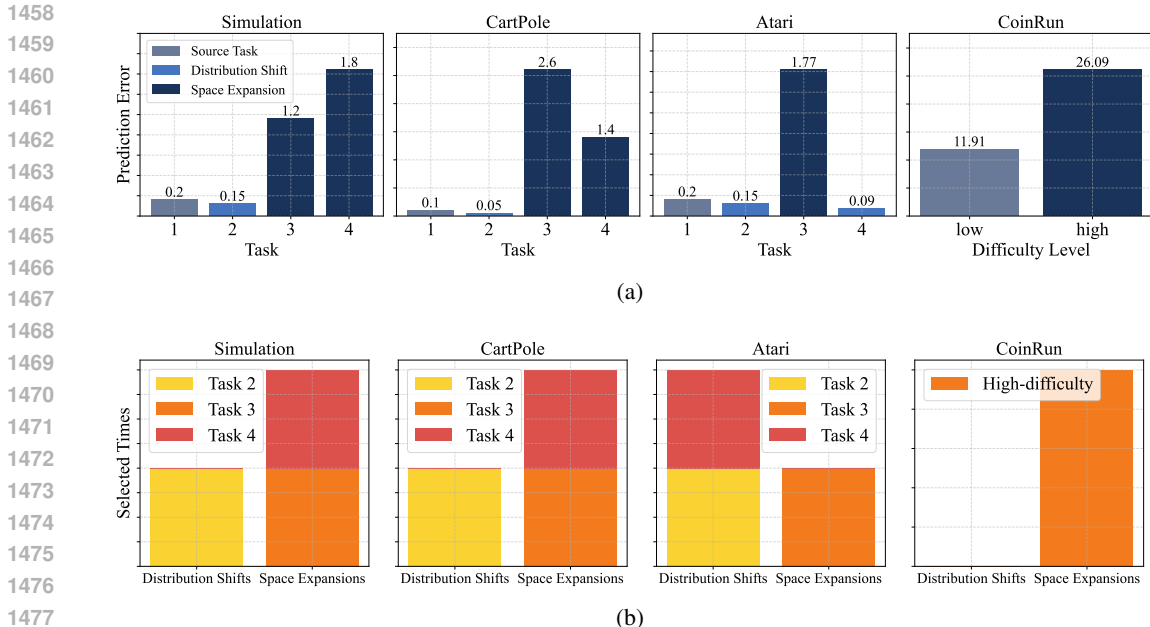 1458
1459
1460
1461
1462
1463
1464
1465
1466
1467
1468
1469
1470
1471
1472
1473
1474
1475
1476
1477
Simulation
CartPole
Atari
CoinRun
Prediction Error
Source Task
Distribution Shift
Space Expansion
0.2
0.15
1.2
1.8
1 2 3 4
Task
0.1
0.05
2.6
1.4
1 2 3 4
Task
0.2
0.15
1.77
0.09
1 2 3 4
Task
11.91
26.09
low high
Difficulty Level
(a)
Simulation
CartPole
Atari
CoinRun
Selected Times
Task 2
Task 3
Task 4
Distribution Shifts Space Expansions
Task 2
Task 3
Task 4
Distribution Shifts Space Expansions
Task 2
Task 3
Task 4
Distribution Shifts Space Expansions
High-difficulty
Distribution Shifts Space Expansions
(b)